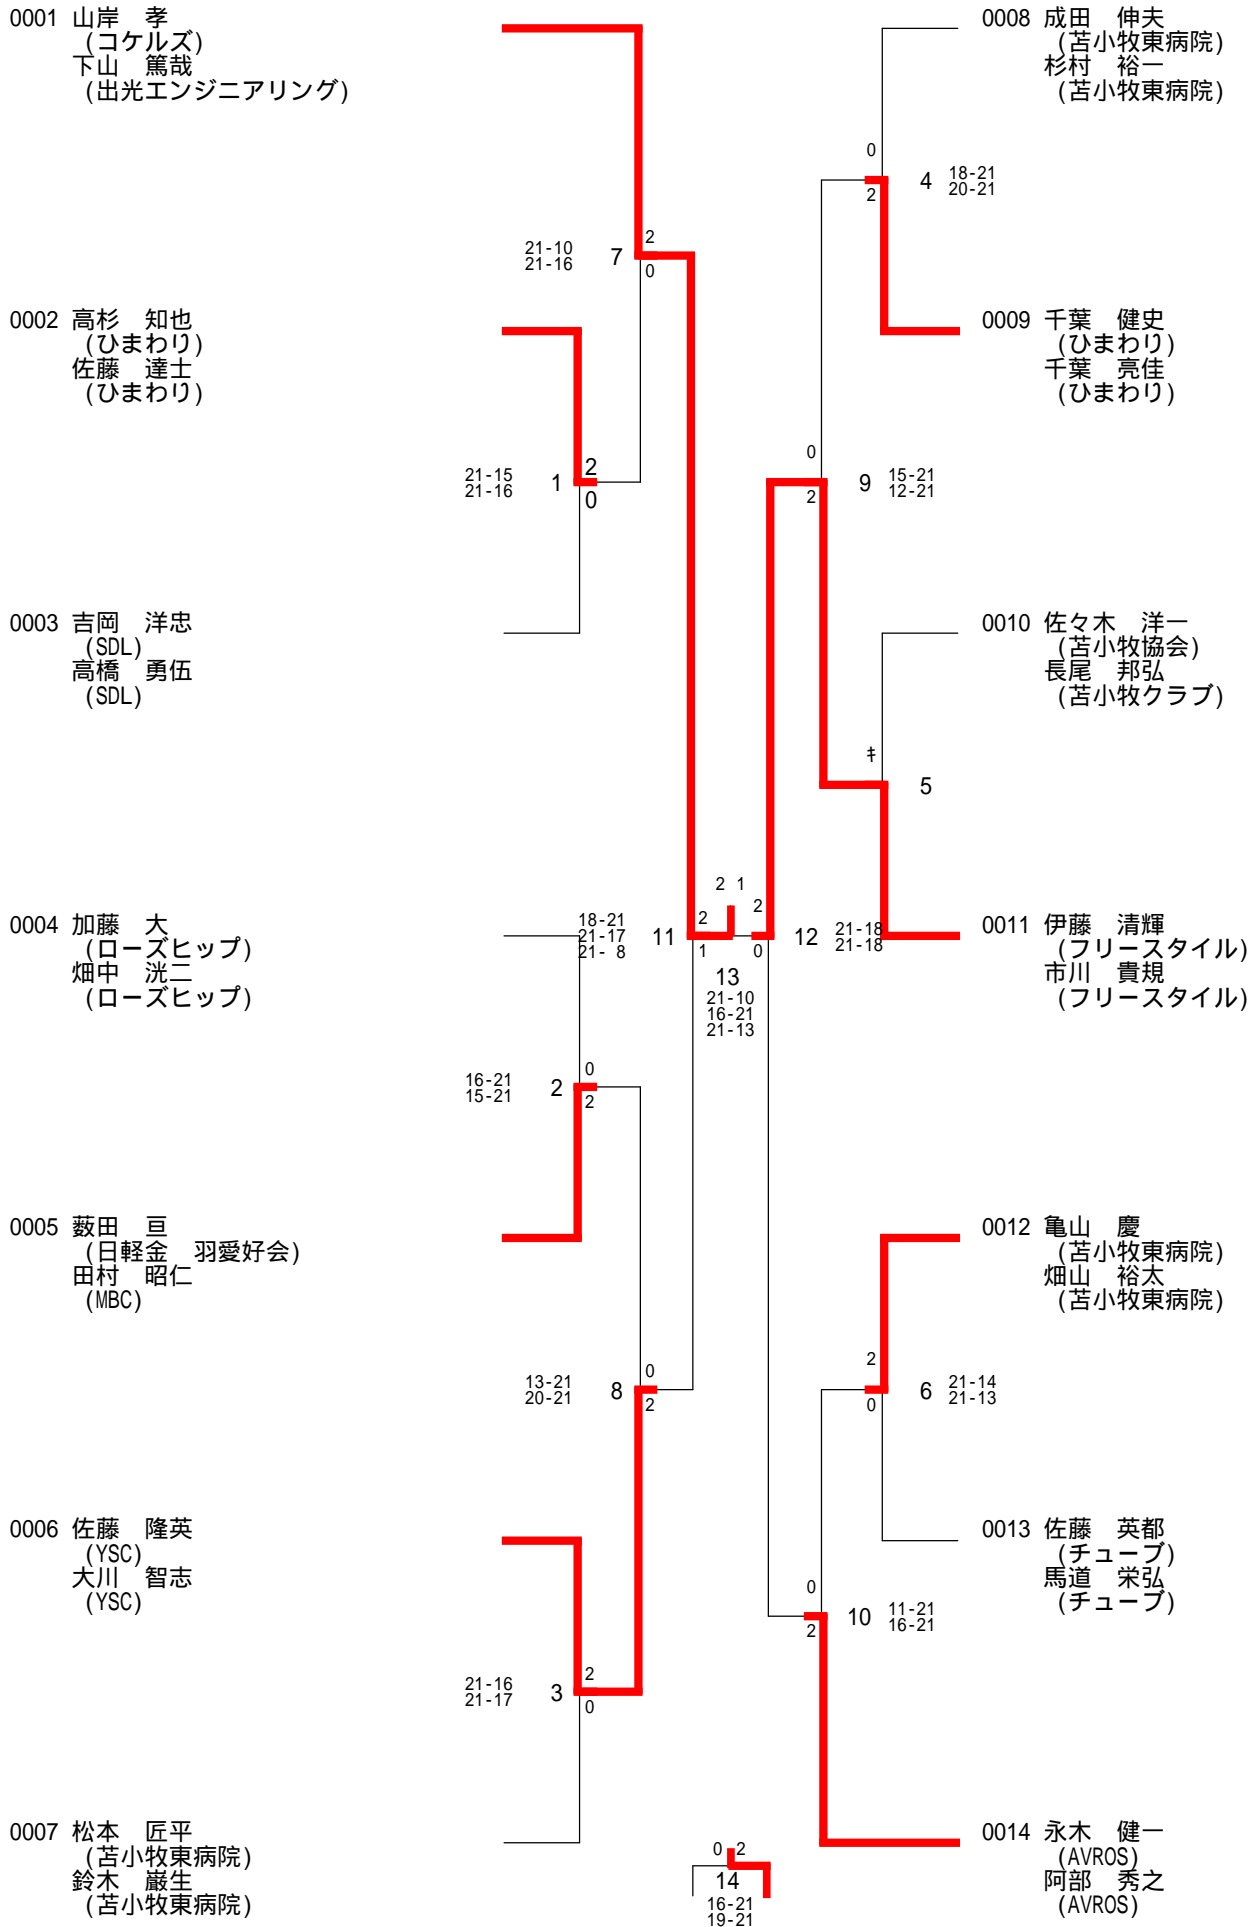 0001 山岸 孝
(コケルズ)
下山 篤哉
(出光エンジニアリング)
21-10
21-16
7
2
0
0002 高杉 知也
(ひまわり)
佐藤 達士
(ひまわり)
21-15
21-16
1
2
0
0003 吉岡 洋忠
(SDL)
高橋 勇伍
(SDL)
0004 加藤 大
(ローズヒップ)
畑中 洸二
(ローズヒップ)
18-21
21-17
21- 8
11
2
1
16-21
15-21
2
0
2
0005 薮田 亘
(日軽金 羽愛好会)
田村 昭仁
(MBC)
13-21
20-21
8
0
2
0006 佐藤 隆英
(YSC)
大川 智志
(YSC)
21-16
21-17
3
2
0
0007 松本 匠平
(苫小牧東病院)
鈴木 巌生
(苫小牧東病院)
2 1
13
21-10
16-21
21-13
0 2
14
16-21
19-21
0008 成田 伸夫
(苫小牧東病院)
杉村 裕一
(苫小牧東病院)
0
2
4
18-21
20-21
0009 千葉 健史
(ひまわり)
千葉 亮佳
(ひまわり)
0
2
9
15-21
12-21
0010 佐々木 洋一
(苫小牧協会)
長尾 邦弘
(苫小牧クラブ)
キ
5
2
0
12
21-18
21-18
0011 伊藤 清輝
(フリースタイル)
市川 貴規
(フリースタイル)
0012 亀山 慶
(苫小牧東病院)
畑山 裕太
(苫小牧東病院)
2
0
6
21-14
21-13
0013 佐藤 英都
(チューブ)
馬道 栄弘
(チューブ)
0
2
10
11-21
16-21
0014 永木 健一
(AVROS)
阿部 秀之
(AVROS)